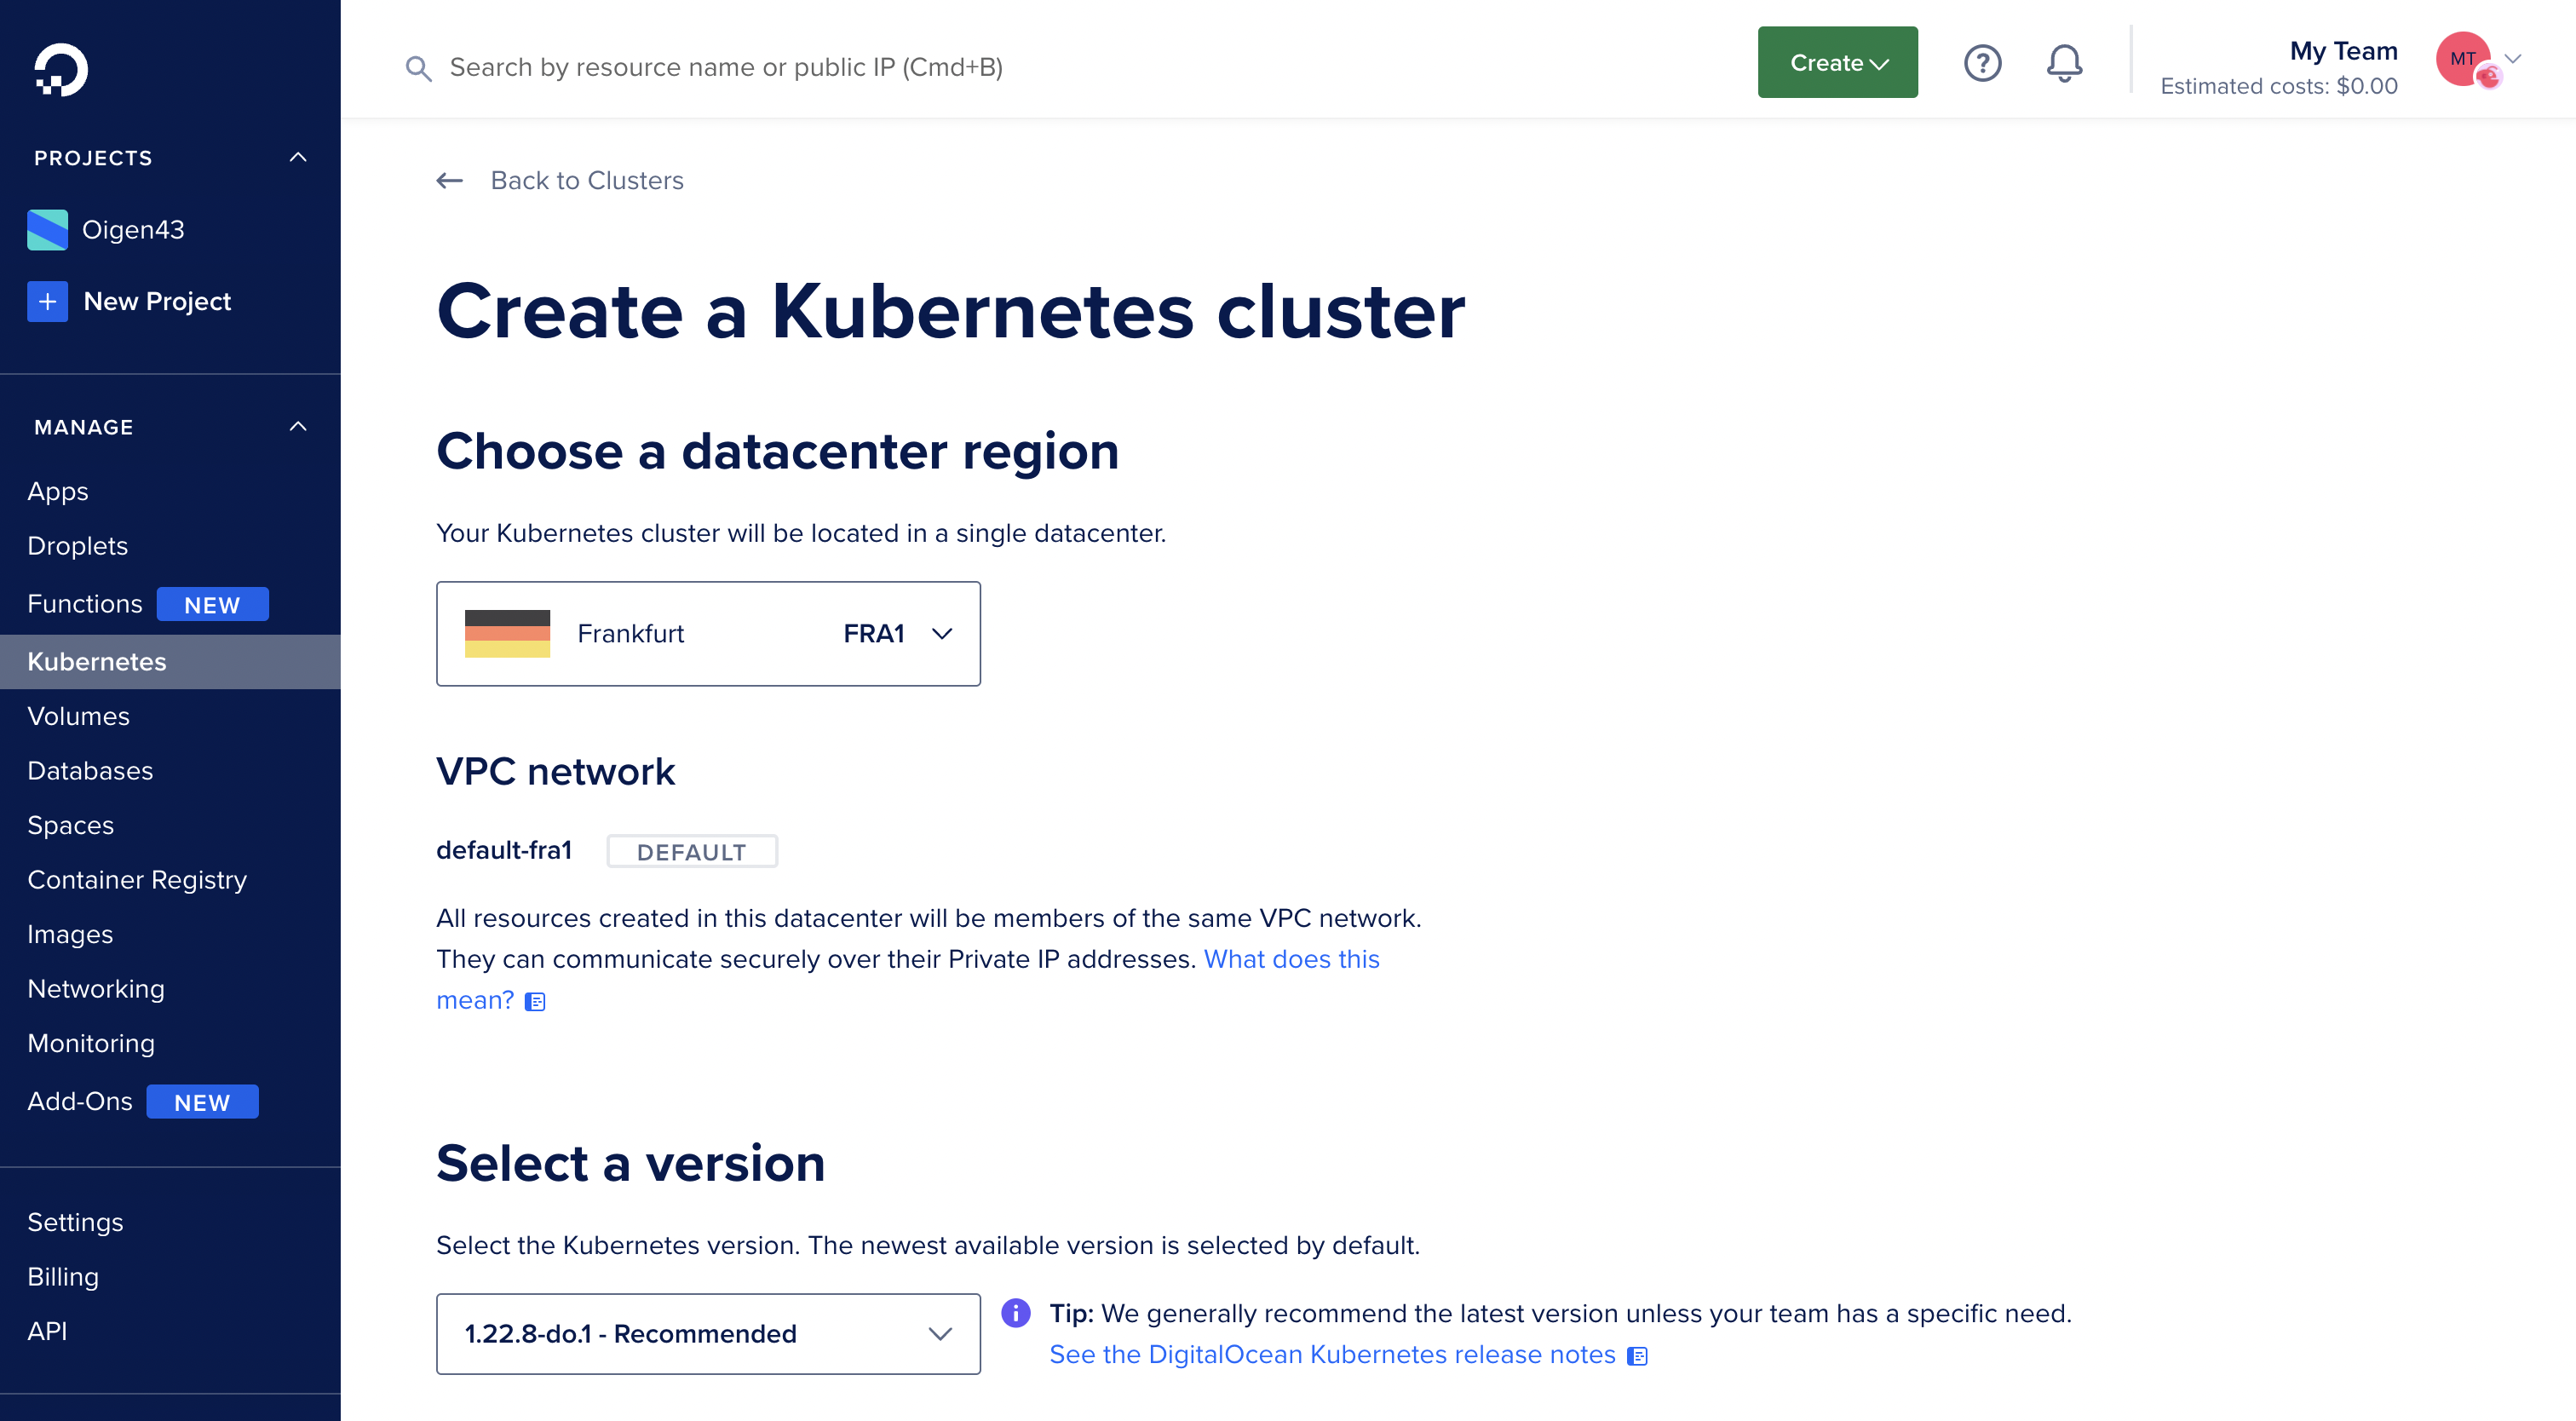 PROJECTS
Oigen43
New Project
MANAGE
Apps
Droplets
Functions NEW
Kubernetes
Volumes
Databases
Spaces
Container Registry
Images
Networking
Monitoring
Add-Ons NEW
Settings
Billing
API
Search by resource name or public IP (Cmd+B)
Create
?
My Team
Estimated costs: $0.00
MT
Back to Clusters
Create a Kubernetes cluster
Choose a datacenter region
Your Kubernetes cluster will be located in a single datacenter.
Frankfurt FRA1
VPC network
default-fra1 DEFAULT
All resources created in this datacenter will be members of the same VPC network.
They can communicate securely over their Private IP addresses. What does this
mean?
Select a version
Select the Kubernetes version. The newest available version is selected by default.
1.22.8-do.1 - Recommended
Tip: We generally recommend the latest version unless your team has a specific need.
See the DigitalOcean Kubernetes release notes